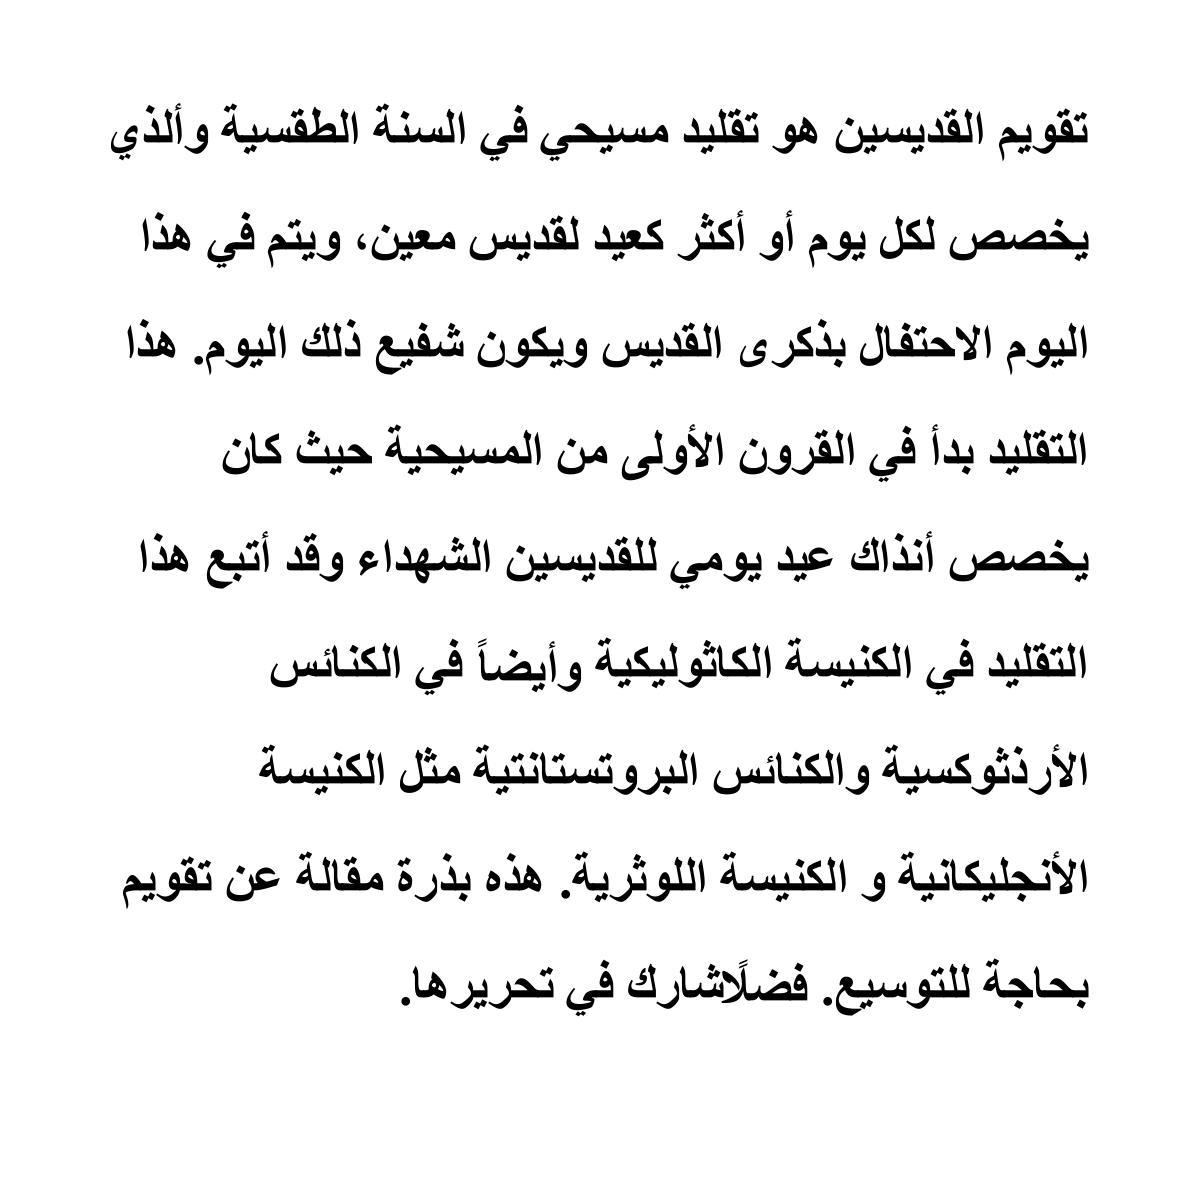 تقويم القديسين هو تقليد مسيحي في السنة الطقسية وألذي
يخصص لكل يوم أو أكثر كعيد لقديس معين، ويتم في هذا
اليوم الاحتفال بذكرى القديس ويكون شفيع ذلك اليوم. هذا
التقليد بدأ في القرون الأولى من المسيحية حيث كان
يخصص أنذاك عيد يومي للقديسين الشهداء وقد أتبع هذا
التقليد في الكنيسة الكاثوليكية وأيضاً في الكنائس
الأرذثوكسية والكنائس البروتستانتية مثل الكنيسة
الأنجليكانية و الكنيسة اللوثرية. هذه بذرة مقالة عن تقويم
بحاجة للتوسيع. فضلًاشارك في تحريرها.